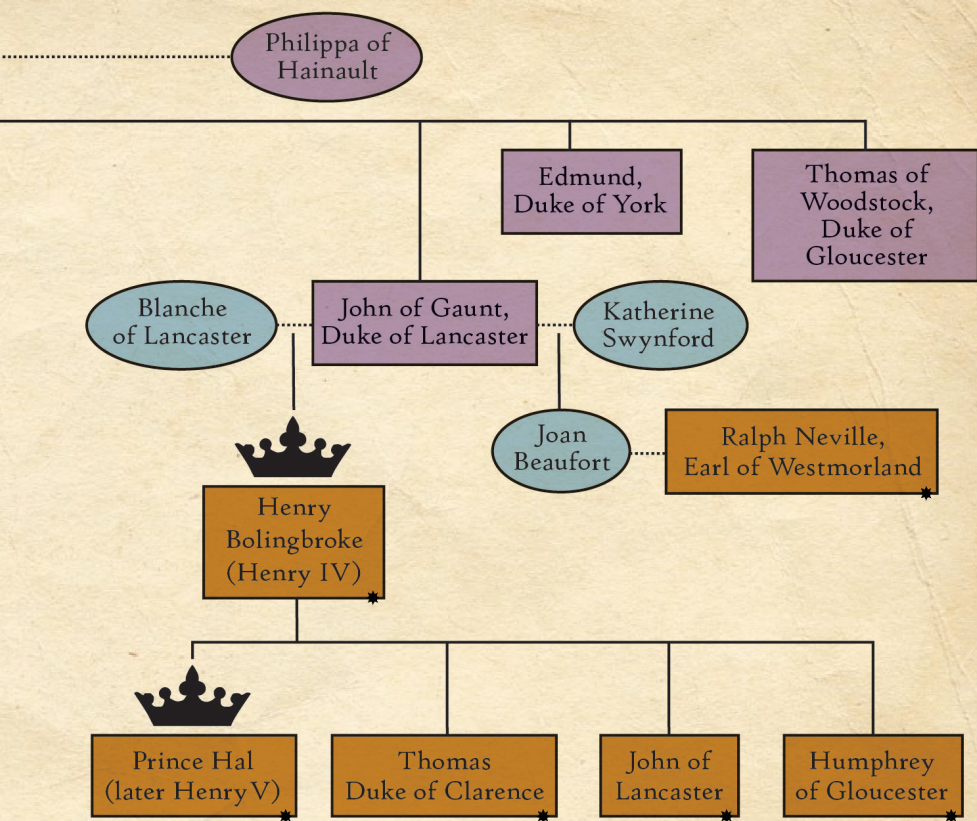 Philippa of
Hainault
Edmund,
Duke of York
Thomas of
Woodstock,
Duke of
Gloucester
Blanche
of Lancaster
John of Gaunt,
Duke of Lancaster
Katherine
Swynford
Joan
Beaufort
Ralph Neville,
Earl of Westmorland
Henry
Bolingbroke
(Henry IV)
Prince Hal
(later Henry V)
Thomas
Duke of Clarence
John of
Lancaster
Humphrey
of Gloucester